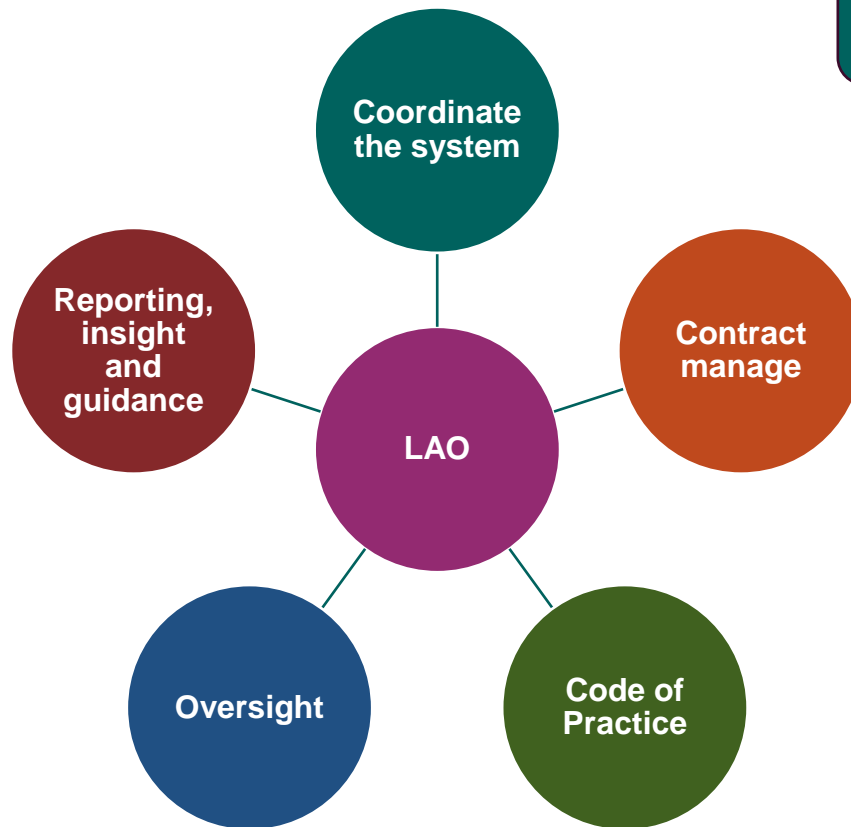 Coordinate
the system
Reporting,
insight
and
guidance
Contract
manage
LAO
Oversight
Code of
Practice